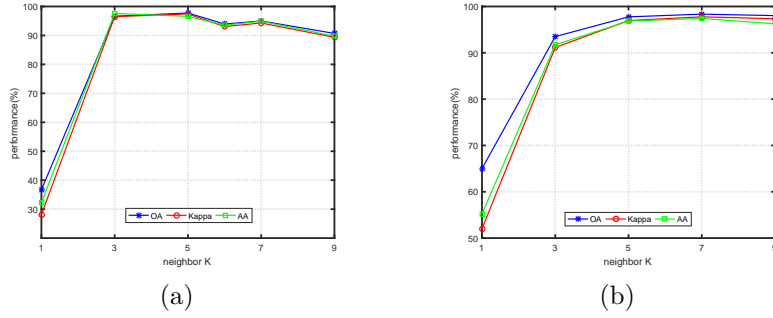 100
90
80
70
60
50
40
30
performance(%)
OA Kappa AA
1 3 5 7 9
neighbor K
(a)
100
90
80
70
60
50
performance(%)
OA Kappa AA
1 3 5 7 9
neighbor K
(b)